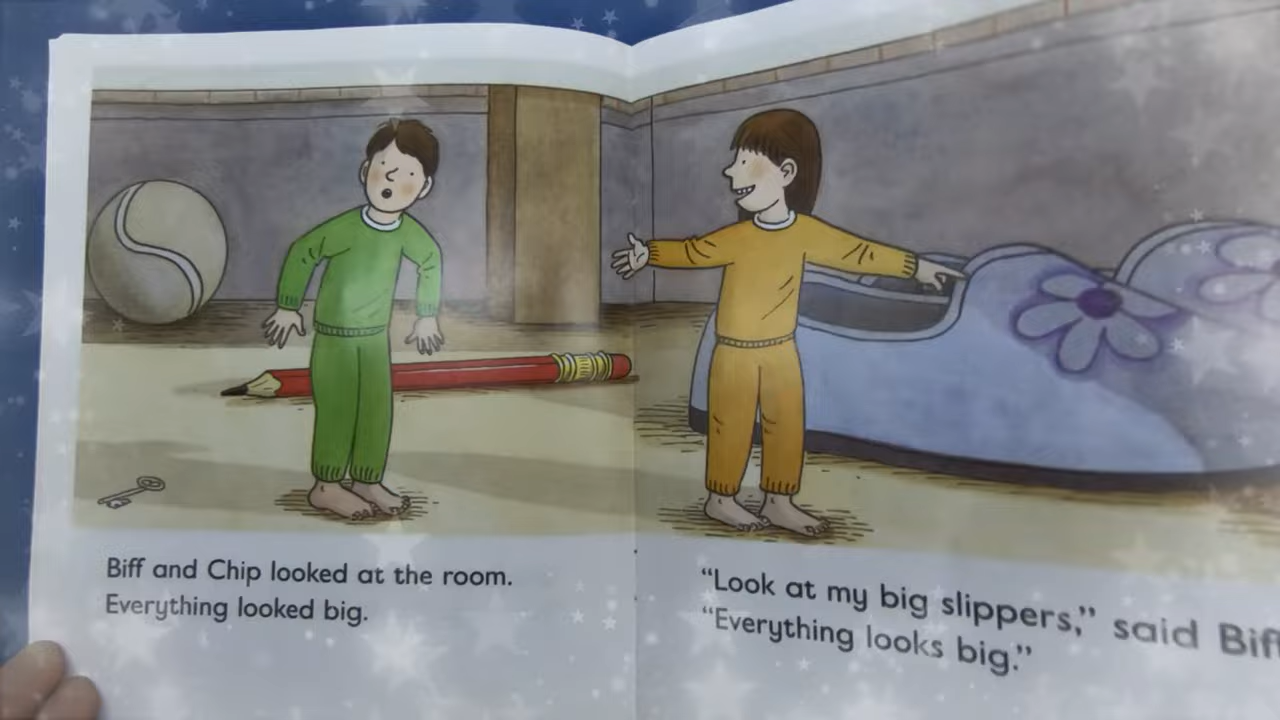 Biff and Chip looked at the room.
Everything looked big.
“Look at my big slippers,” said Biff
“Everything looks big.”